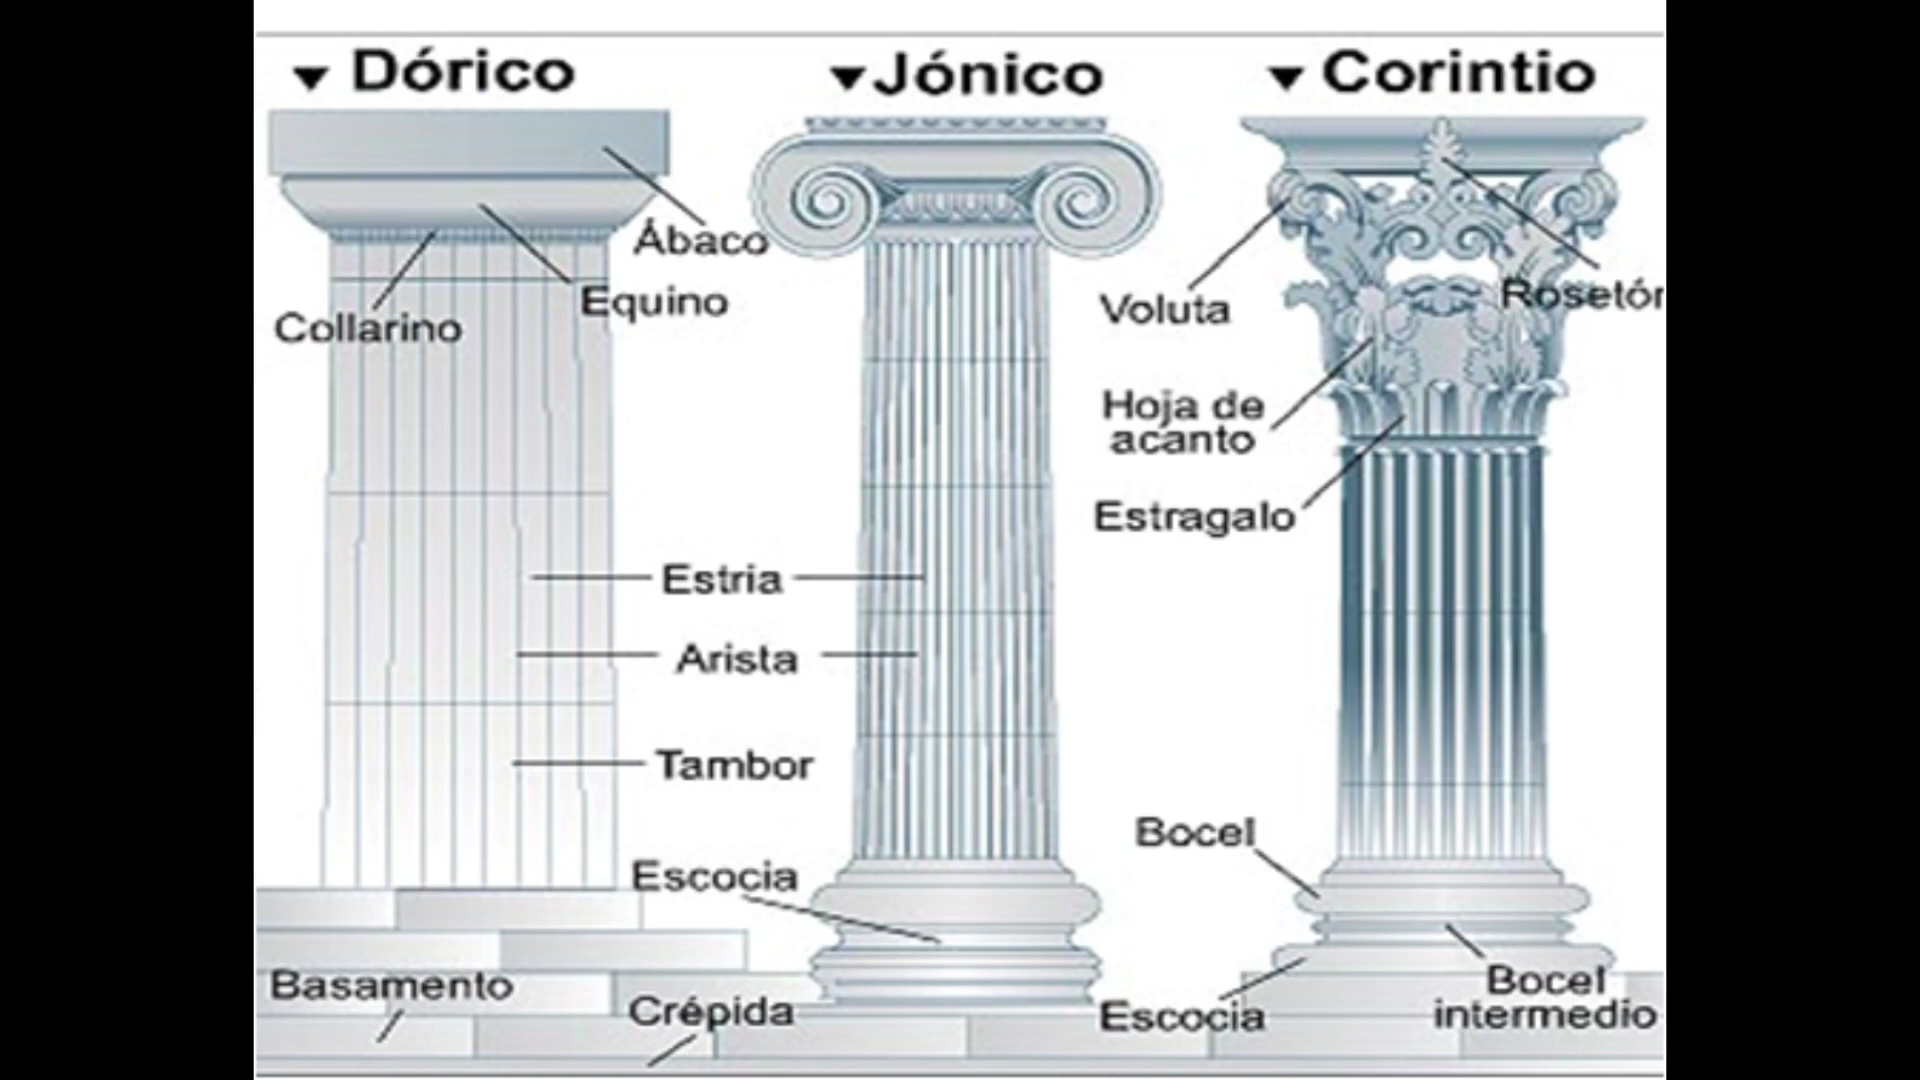 Dórico
Jónico
Corintio
Ábaco
Equino
Collarino
Voluta
Rosetón
Hoja de
acanto
Estragalo
Estria
Arista
Tambor
Bocel
Escocia
Basamento
Crépida
Escocia
Bocel
intermedio